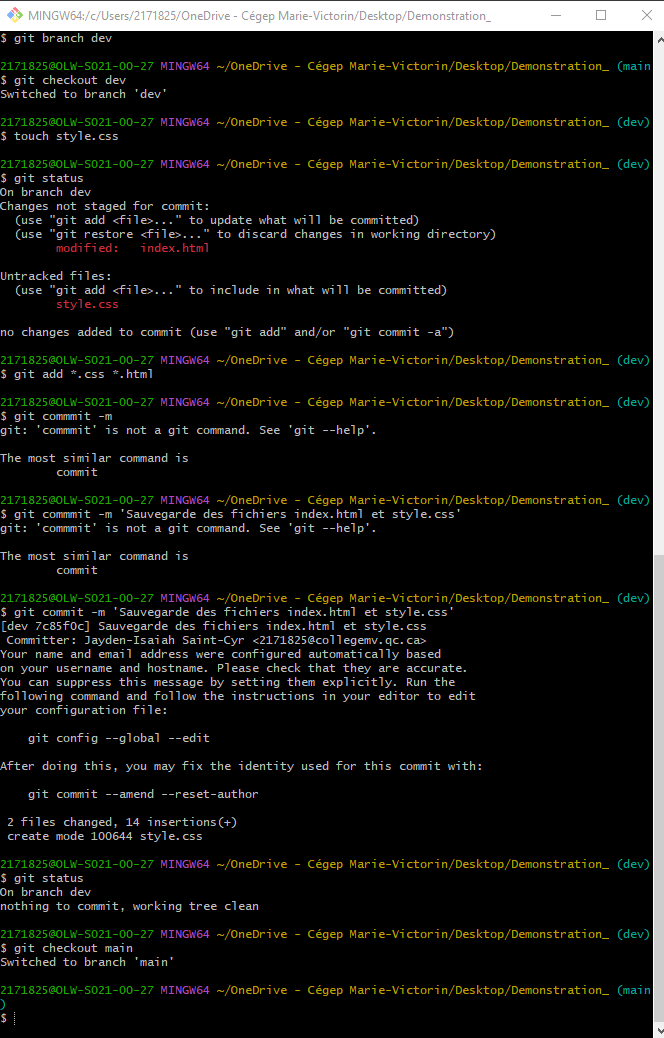 MINGW64:/c/Users/2171825/OneDrive - Cégep Marie-Victorin/Desktop/Demonstration_
$ git branch dev
2171825@OLW-S021-00-27 MINGW64 ~/OneDrive - Cégep Marie-Victorin/Desktop/Demonstration_ (main
$ git checkout dev
Switched to branch 'dev'
2171825@OLW-S021-00-27 MINGW64 ~/OneDrive - Cégep Marie-Victorin/Desktop/Demonstration_ (dev)
$ touch style.css
2171825@OLW-S021-00-27 MINGW64 ~/OneDrive - Cégep Marie-Victorin/Desktop/Demonstration_ (dev)
$ git status
On branch dev
Changes not staged for commit:
  (use "git add <file>..." to update what will be committed)
  (use "git restore <file>..." to discard changes in working directory)
        modified:   index.html
Untracked files:
  (use "git add <file>..." to include in what will be committed)
        style.css
no changes added to commit (use "git add" and/or "git commit -a")
2171825@OLW-S021-00-27 MINGW64 ~/OneDrive - Cégep Marie-Victorin/Desktop/Demonstration_ (dev)
$ git add *.css *.html
2171825@OLW-S021-00-27 MINGW64 ~/OneDrive - Cégep Marie-Victorin/Desktop/Demonstration_ (dev)
$ git commmit -m
git: 'commmit' is not a git command. See 'git --help'.
The most similar command is
        commit
2171825@OLW-S021-00-27 MINGW64 ~/OneDrive - Cégep Marie-Victorin/Desktop/Demonstration_ (dev)
$ git commmit -m 'Sauvegarde des fichiers index.html et style.css'
git: 'commmit' is not a git command. See 'git --help'.
The most similar command is
        commit
2171825@OLW-S021-00-27 MINGW64 ~/OneDrive - Cégep Marie-Victorin/Desktop/Demonstration_ (dev)
$ git commit -m 'Sauvegarde des fichiers index.html et style.css'
[dev 7c85f0c] Sauvegarde des fichiers index.html et style.css
 Committer: Jayden-Isaiah Saint-Cyr <2171825@collegemv.qc.ca>
Your name and email address were configured automatically based
on your username and hostname. Please check that they are accurate.
You can suppress this message by setting them explicitly. Run the
following command and follow the instructions in your editor to edit
your configuration file:
    git config --global --edit
After doing this, you may fix the identity used for this commit with:
    git commit --amend --reset-author
 2 files changed, 14 insertions(+)
 create mode 100644 style.css
2171825@OLW-S021-00-27 MINGW64 ~/OneDrive - Cégep Marie-Victorin/Desktop/Demonstration_ (dev)
$ git status
On branch dev
nothing to commit, working tree clean
2171825@OLW-S021-00-27 MINGW64 ~/OneDrive - Cégep Marie-Victorin/Desktop/Demonstration_ (dev)
$ git checkout main
Switched to branch 'main'
2171825@OLW-S021-00-27 MINGW64 ~/OneDrive - Cégep Marie-Victorin/Desktop/Demonstration_ (main
)
$